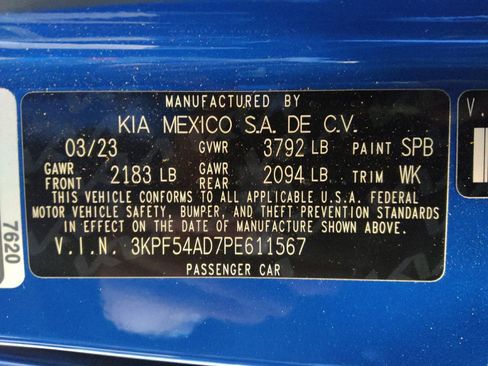 MANUFACTURED BY
KIA MEXICO S.A. DE C.V.
03/23 GVWR 3792 LB PAINT SPB
GAWR FRONT 2183 LB GAWR REAR 2094 LB TRIM WK
THIS VEHICLE CONFORMS TO ALL APPLICABLE U.S.A. FEDERAL
MOTOR VEHICLE SAFETY, BUMPER, AND THEFT PREVENTION STANDARDS
IN EFFECT ON THE DATE OF MANUFACTURE SHOWN ABOVE.
V.I.N. 3KPF54AD7PE611567
PASSENGER CAR
7620
V.